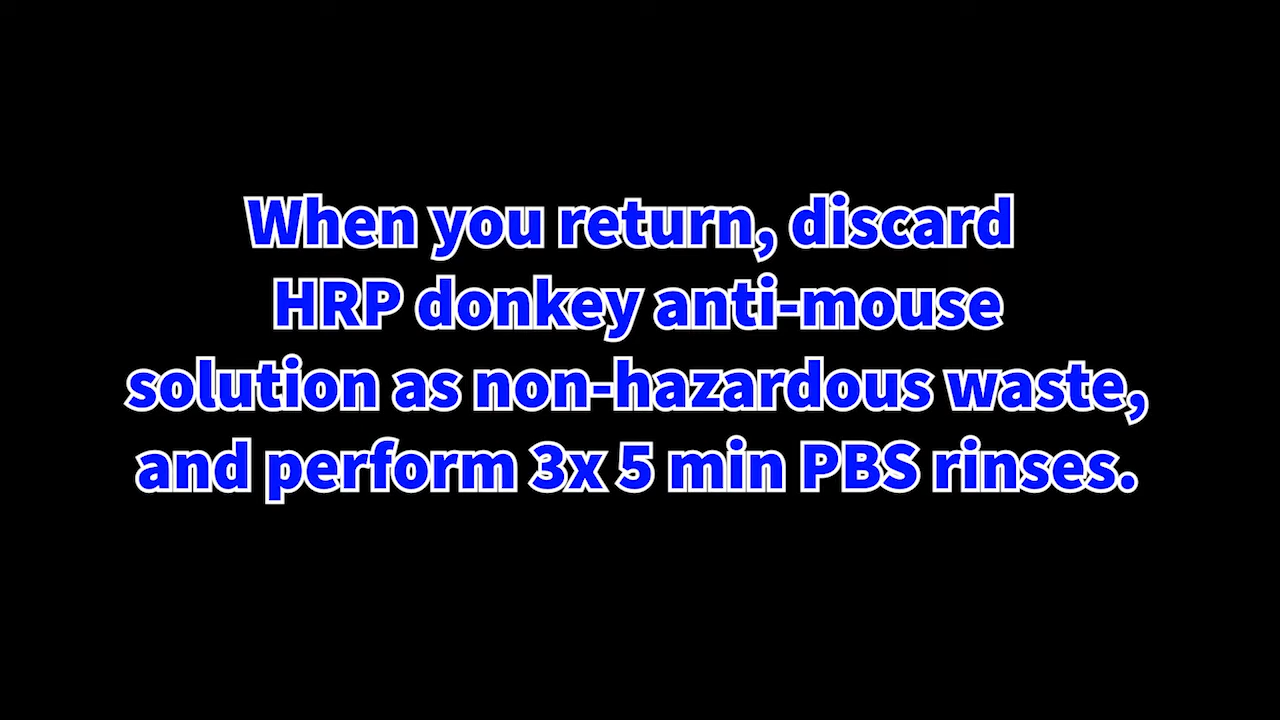 When you return, discard
HRP donkey anti-mouse
solution as non-hazardous waste,
and perform 3x 5 min PBS rinses.